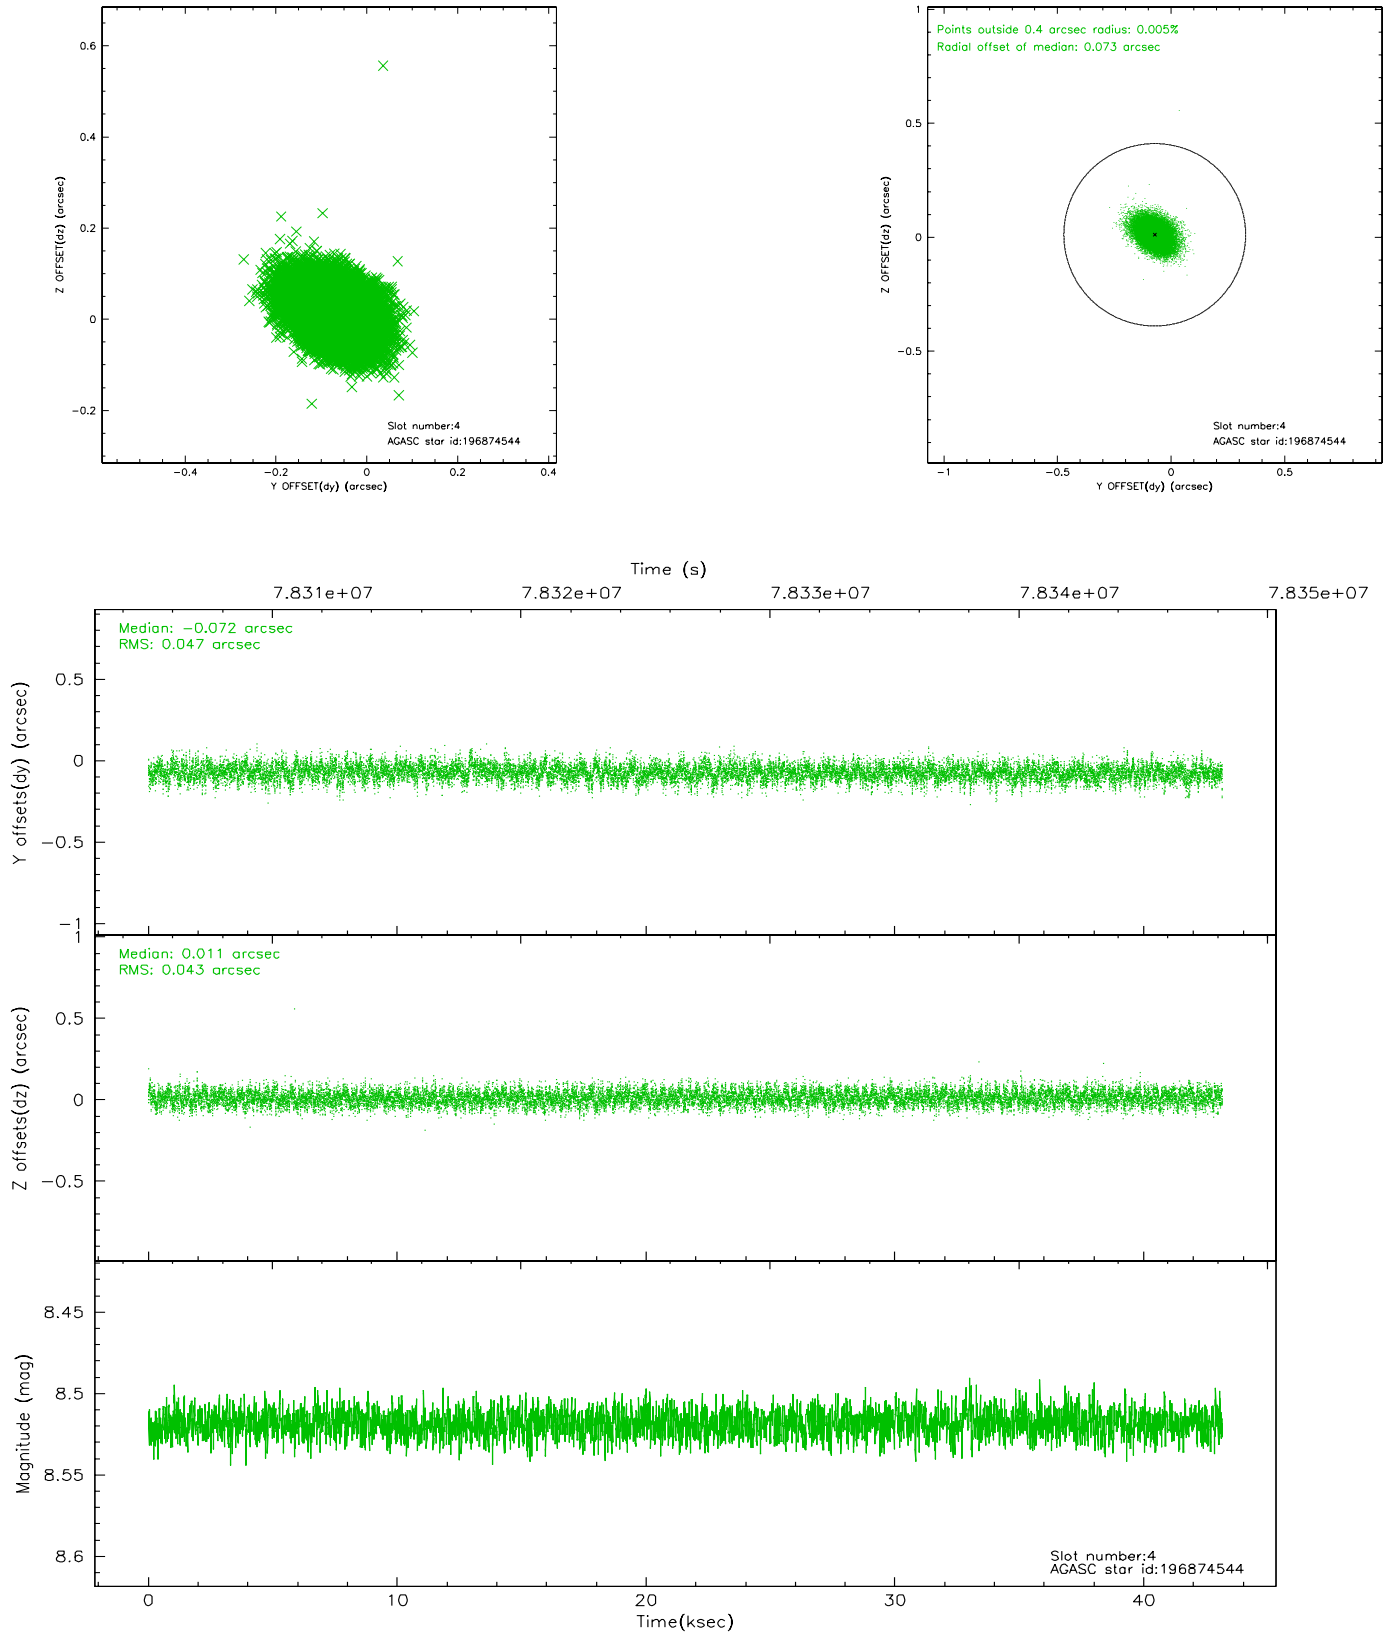 0.6
0.4
0.2
0
−0.2
Z OFFSET(dz) (arcsec)
Slot number:4
AGASC star id:196874544
−0.4 −0.2 0 0.2 0.4
Y OFFSET(dy) (arcsec)
Points outside 0.4 arcsec radius: 0.005%
Radial offset of median: 0.073 arcsec
1
0.5
0
−0.5
Z OFFSET(dz) (arcsec)
Slot number:4
AGASC star id:196874544
−1 −0.5 0 0.5
Y OFFSET(dy) (arcsec)
Time (s)
7.831e+07 7.832e+07 7.833e+07 7.834e+07 7.835e+07
Median: −0.072 arcsec
RMS: 0.047 arcsec
0.5
0
−0.5
−1
Y offsets(dy) (arcsec)
Median: 0.011 arcsec
RMS: 0.043 arcsec
1
0.5
0
−0.5
Z offsets(dz) (arcsec)
8.45
8.5
8.55
8.6
Magnitude (mag)
Slot number:4
AGASC star id:196874544
0 10 20 30 40
Time(ksec)